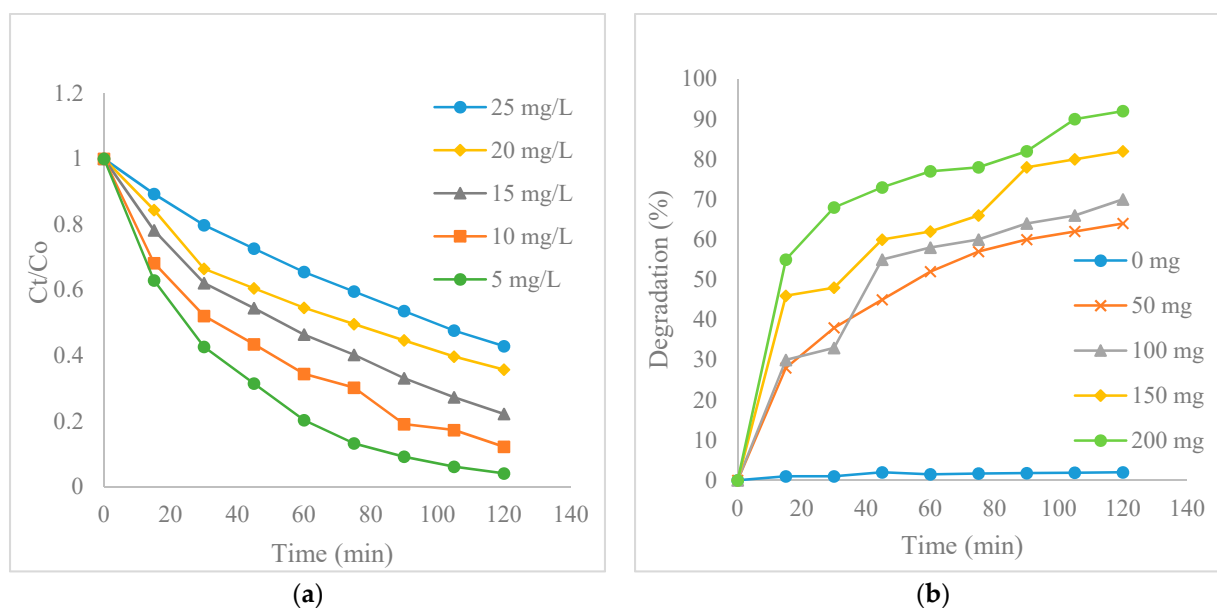 1.2
1
0.8
0.6
0.4
0.2
0
Ct/Co
0 20 40 60 80 100 120 140
Time (min)
25 mg/L
20 mg/L
15 mg/L
10 mg/L
5 mg/L
(a)
100
90
80
70
60
50
40
30
20
10
0
Degradation (%)
0 20 40 60 80 100 120 140
Time (min)
0 mg
50 mg
100 mg
150 mg
200 mg
(b)